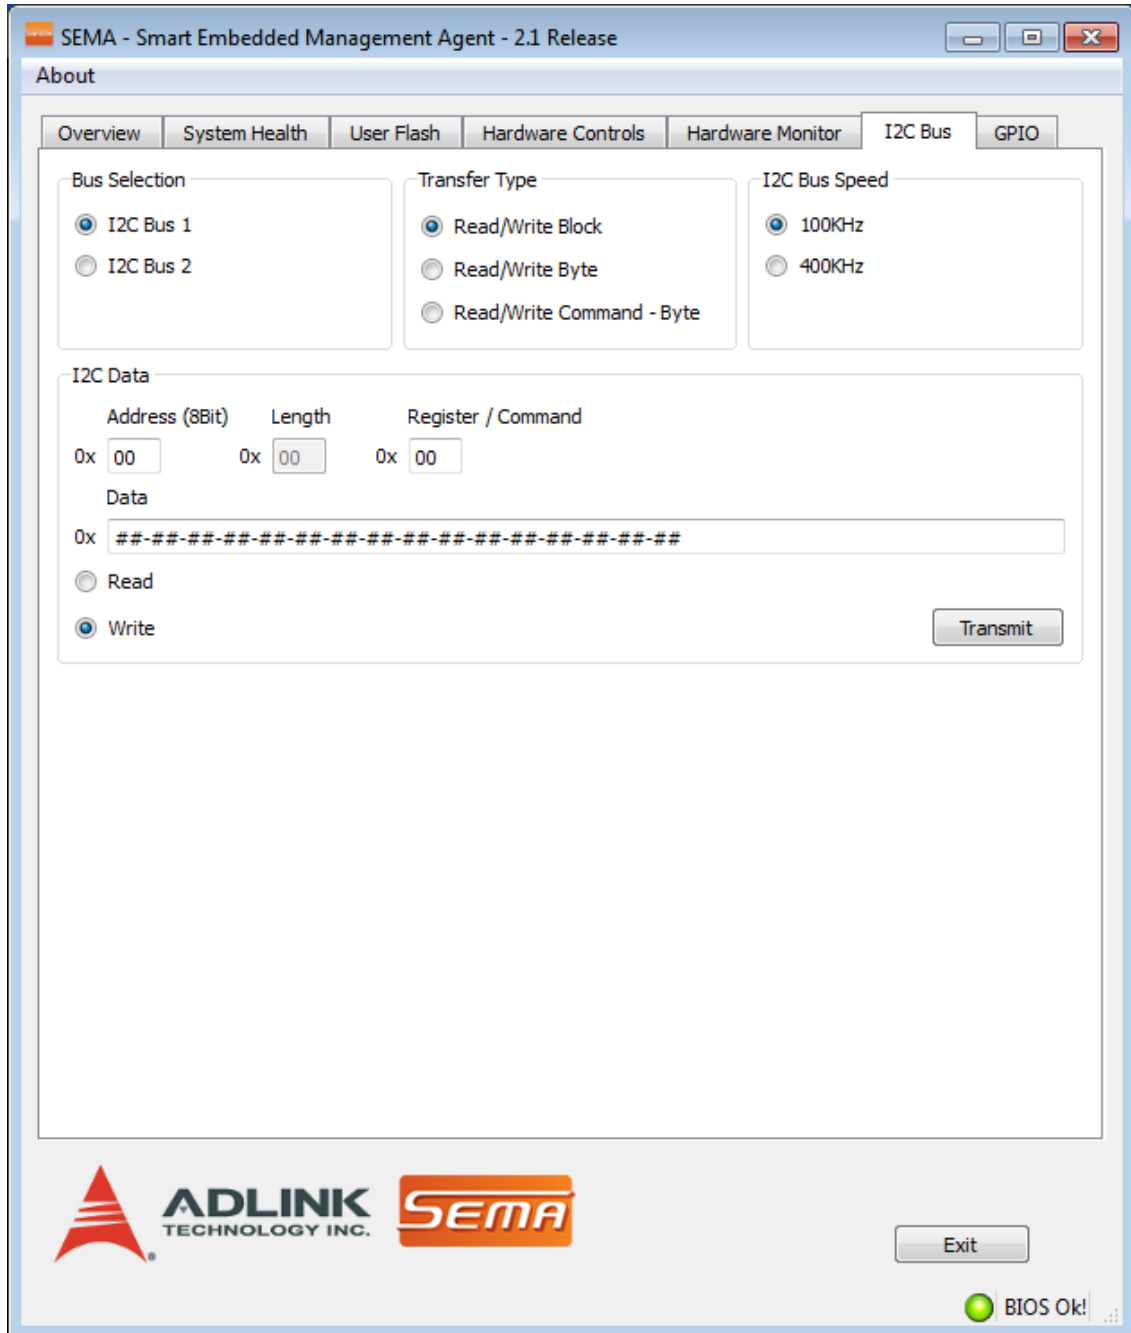 SEMA - Smart Embedded Management Agent - 2.1 Release
About
Overview System Health User Flash Hardware Controls Hardware Monitor I2C Bus GPIO
Bus Selection Transfer Type I2C Bus Speed
I2C Bus 1 Read/Write Block 100KHz
I2C Bus 2 Read/Write Byte 400KHz
Read/Write Command - Byte
I2C Data
Address (8Bit) Length Register / Command
0x 00 0x 00 0x 00
Data
0x ##-##-##-##-##-##-##-##-##-##-##-##-##-##-##-##
Read
Write Transmit
ADLINK SEMA
TECHNOLOGY INC.
Exit
BIOS Ok!